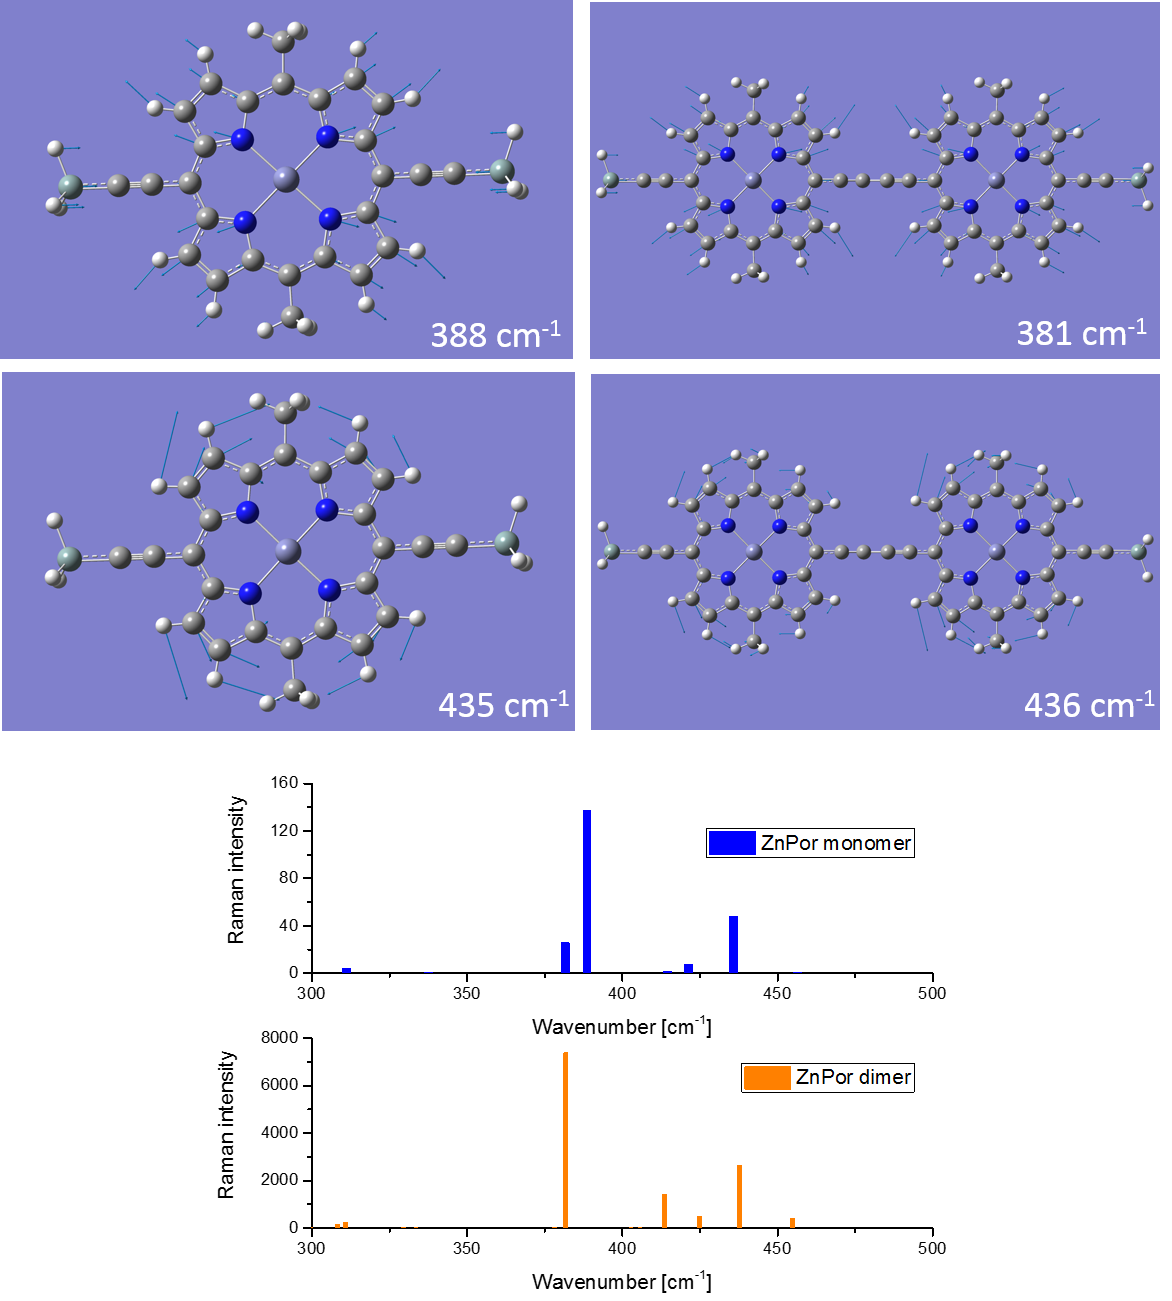 388 cm⁻¹
381 cm⁻¹
435 cm⁻¹
436 cm⁻¹
160
120
80
40
0
Raman intensity
ZnPor monomer
300 350 400 450 500
Wavenumber [cm⁻¹]
8000
6000
4000
2000
0
Raman intensity
ZnPor dimer
300 350 400 450 500
Wavenumber [cm⁻¹]